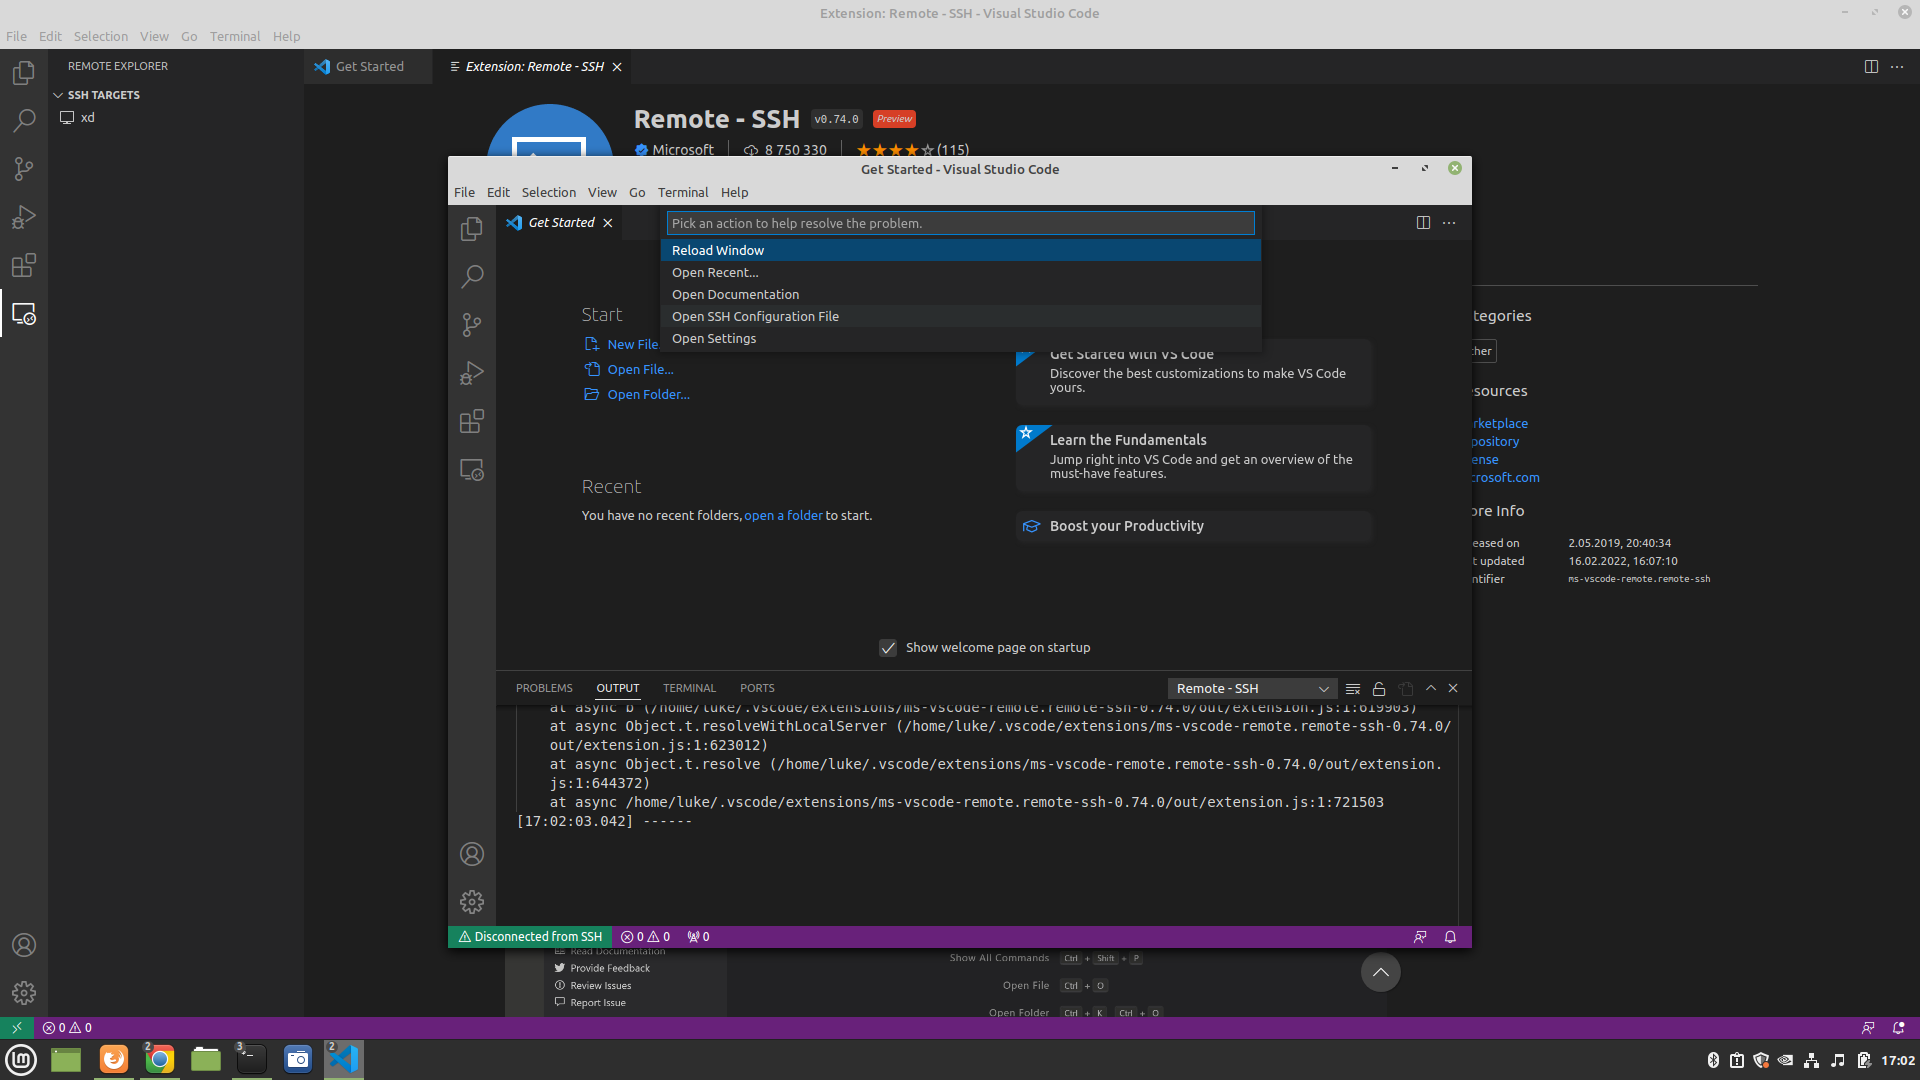 Extension: Remote - SSH - Visual Studio Code
File Edit Selection View Go Terminal Help
REMOTE EXPLORER
SSH TARGETS
xd
Get Started
Extension: Remote - SSH
Remote - SSH v0.74.0 Preview
Microsoft 8 750 330 (115)
Get Started - Visual Studio Code
File Edit Selection View Go Terminal Help
Get Started
Pick an action to help resolve the problem.
Reload Window
Open Recent...
Open Documentation
Open SSH Configuration File
Open Settings
Start
New File
Open File...
Open Folder...
Recent
You have no recent folders, open a folder to start.
Get Started with VS Code
Discover the best customizations to make VS Code
yours.
Learn the Fundamentals
Jump right into VS Code and get an overview of the
must-have features.
Boost your Productivity
Show welcome page on startup
PROBLEMS OUTPUT TERMINAL PORTS
Remote - SSH
at async b (/home/luke/.vscode/extensions/ms-vscode-remote.remote-ssh-0.74.0/out/extension.js:1:619903)
at async Object.t.resolveWithLocalServer (/home/luke/.vscode/extensions/ms-vscode-remote.remote-ssh-0.74.0/
out/extension.js:1:623012)
at async Object.t.resolve (/home/luke/.vscode/extensions/ms-vscode-remote.remote-ssh-0.74.0/out/extension.
js:1:644372)
at async /home/luke/.vscode/extensions/ms-vscode-remote.remote-ssh-0.74.0/out/extension.js:1:721503
[17:02:03.042] ------
Disconnected from SSH 0 0 0
tegories
her
sources
rketplace
pository
ense
crosoft.com
ore Info
eased on 2.05.2019, 20:40:34
t updated 16.02.2022, 16:07:10
ntifier ms-vscode-remote.remote-ssh
Read Documentation
Provide Feedback
Review Issues
Report Issue
Show All Commands Ctrl + Shift + P
Open File Ctrl + O
Open Folder Ctrl + K Ctrl + O
0 0
2
3
2
17:02